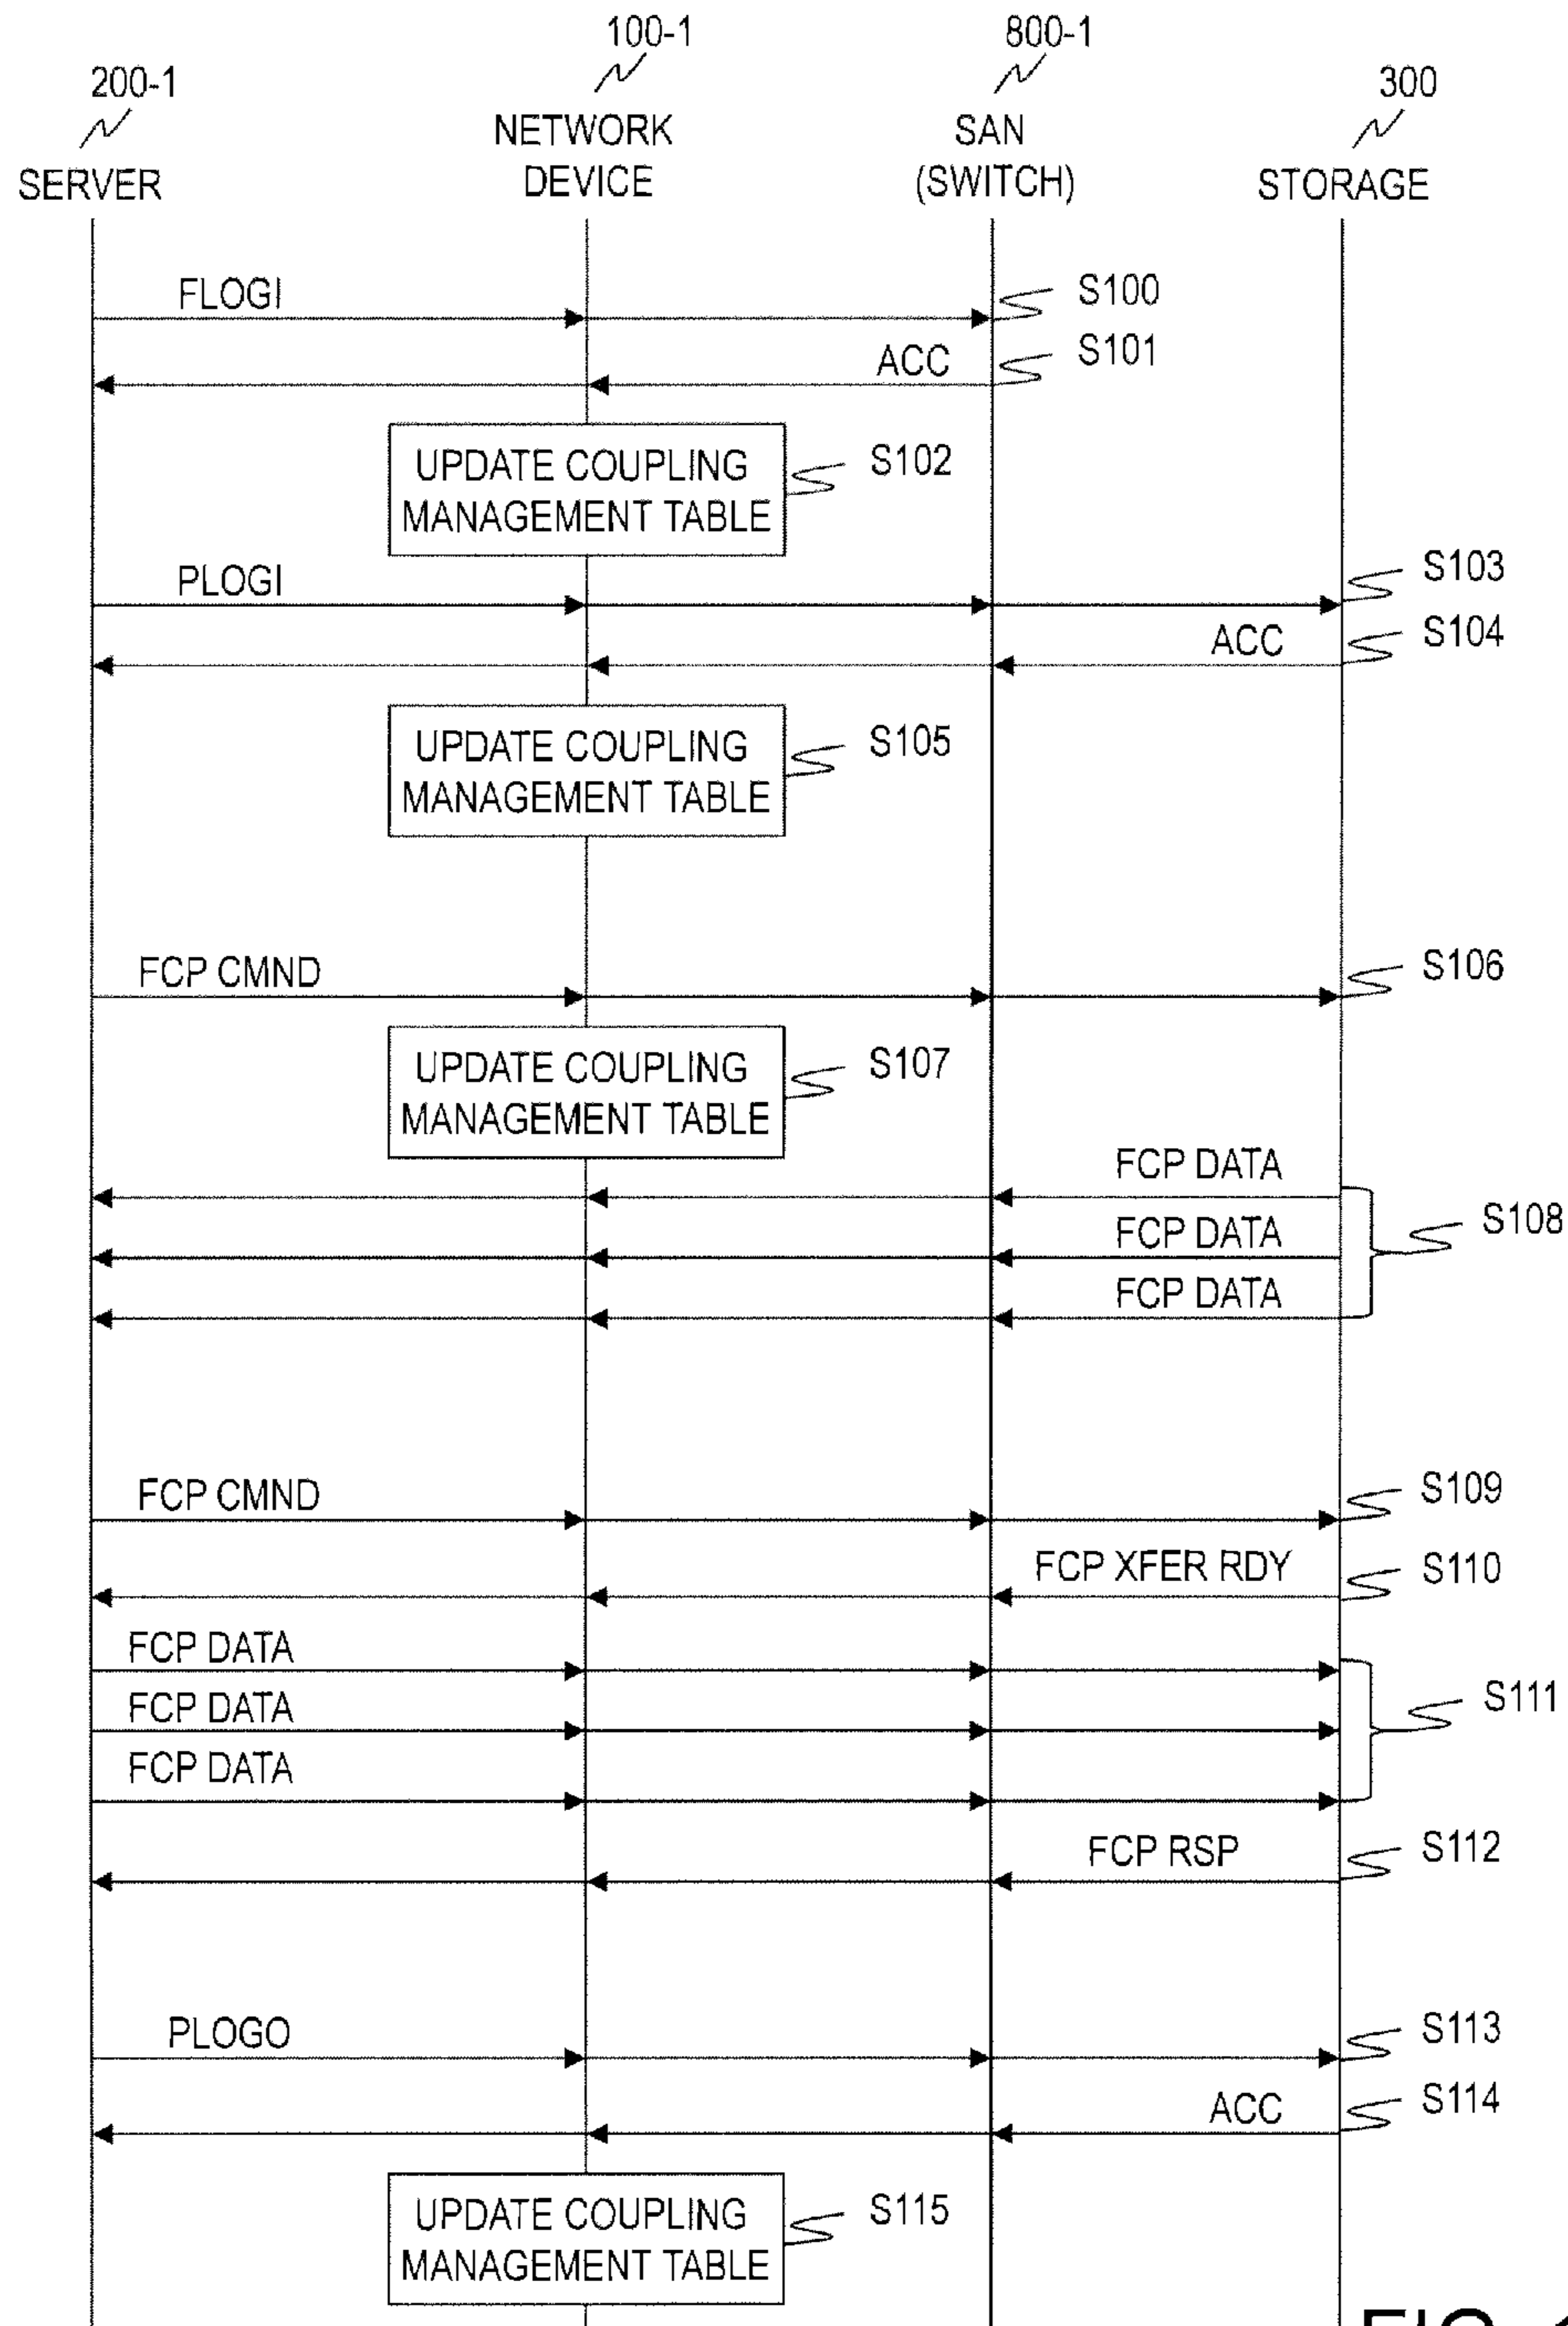 100-1
800-1
200-1
300
NETWORK
DEVICE
SAN
(SWITCH)
SERVER
STORAGE
FLOGI
S100
ACC
S101
UPDATE COUPLING
MANAGEMENT TABLE
S102
PLOGI
S103
ACC
S104
UPDATE COUPLING
MANAGEMENT TABLE
S105
FCP CMND
S106
UPDATE COUPLING
MANAGEMENT TABLE
S107
FCP DATA
FCP DATA
S108
FCP DATA
FCP CMND
S109
FCP XFER RDY
S110
FCP DATA
FCP DATA
S111
FCP DATA
FCP RSP
S112
PLOGO
S113
ACC
S114
UPDATE COUPLING
MANAGEMENT TABLE
S115